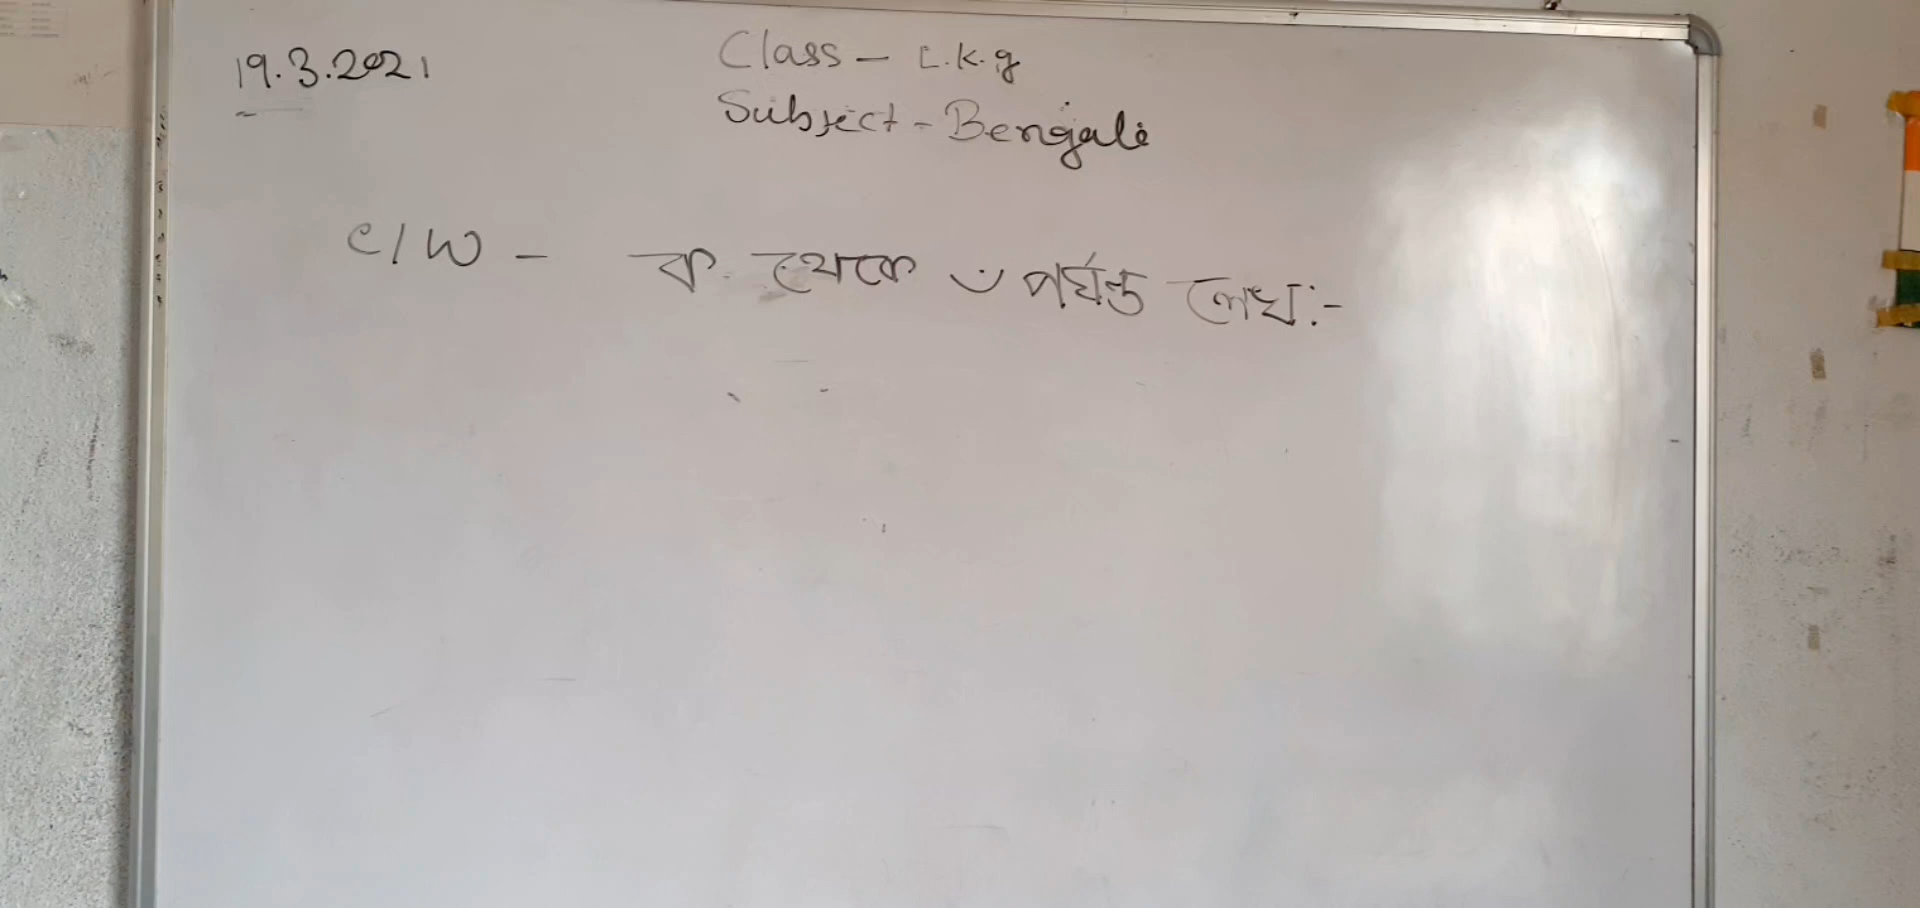 19.3.2021
Class - L.k.g
Subject - Bengali
C/W - ক থেকে ঁ পর্যন্ত লেখ:-